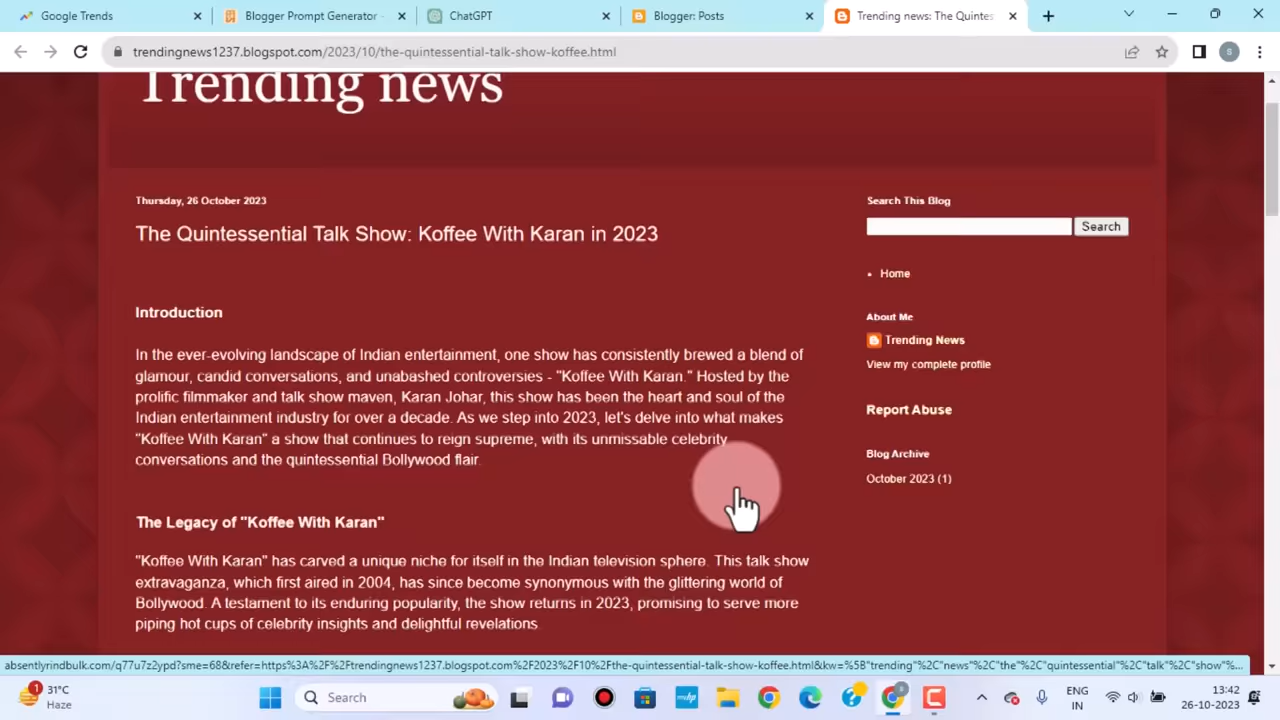 Google Trends
Blogger Prompt Generator -
ChatGPT
Blogger: Posts
Trending news: The Quintes
trendingnews1237.blogspot.com/2023/10/the-quintessential-talk-show-koffee.html
S
Trending news
Thursday, 26 October 2023
The Quintessential Talk Show: Koffee With Karan in 2023
Introduction
In the ever-evolving landscape of Indian entertainment, one show has consistently brewed a blend of
glamour, candid conversations, and unabashed controversies - "Koffee With Karan." Hosted by the
prolific filmmaker and talk show maven, Karan Johar, this show has been the heart and soul of the
Indian entertainment industry for over a decade. As we step into 2023, let's delve into what makes
"Koffee With Karan" a show that continues to reign supreme, with its unmissable celebrity
conversations and the quintessential Bollywood flair.
The Legacy of "Koffee With Karan"
"Koffee With Karan" has carved a unique niche for itself in the Indian television sphere. This talk show
extravaganza, which first aired in 2004, has since become synonymous with the glittering world of
Bollywood. A testament to its enduring popularity, the show returns in 2023, promising to serve more
piping hot cups of celebrity insights and delightful revelations.
Search This Blog
Search
Home
About Me
Trending News
View my complete profile
Report Abuse
Blog Archive
October 2023 (1)
absentlyrindbulk.com/q77u7z2ypd?sme=68&refer=https%3A%2F%2Ftrendingnews1237.blogspot.com%2F2023%2F10%2Fthe-quintessential-talk-show-koffee.html&kw=%5B"trending"%2C"news"%2C"the"%2C"quintessential"%2C"talk"%2C"show"%...
1
31°C
Haze
Search
myhp
ENG
IN
13:42
26-10-2023